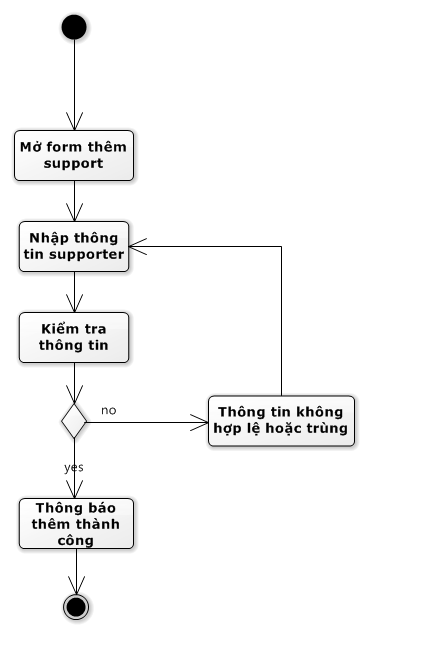 Mở form thêm
support
Nhập thông
tin supporter
Kiểm tra
thông tin
no
Thông tin không
hợp lệ hoặc trùng
yes
Thông báo
thêm thành
công